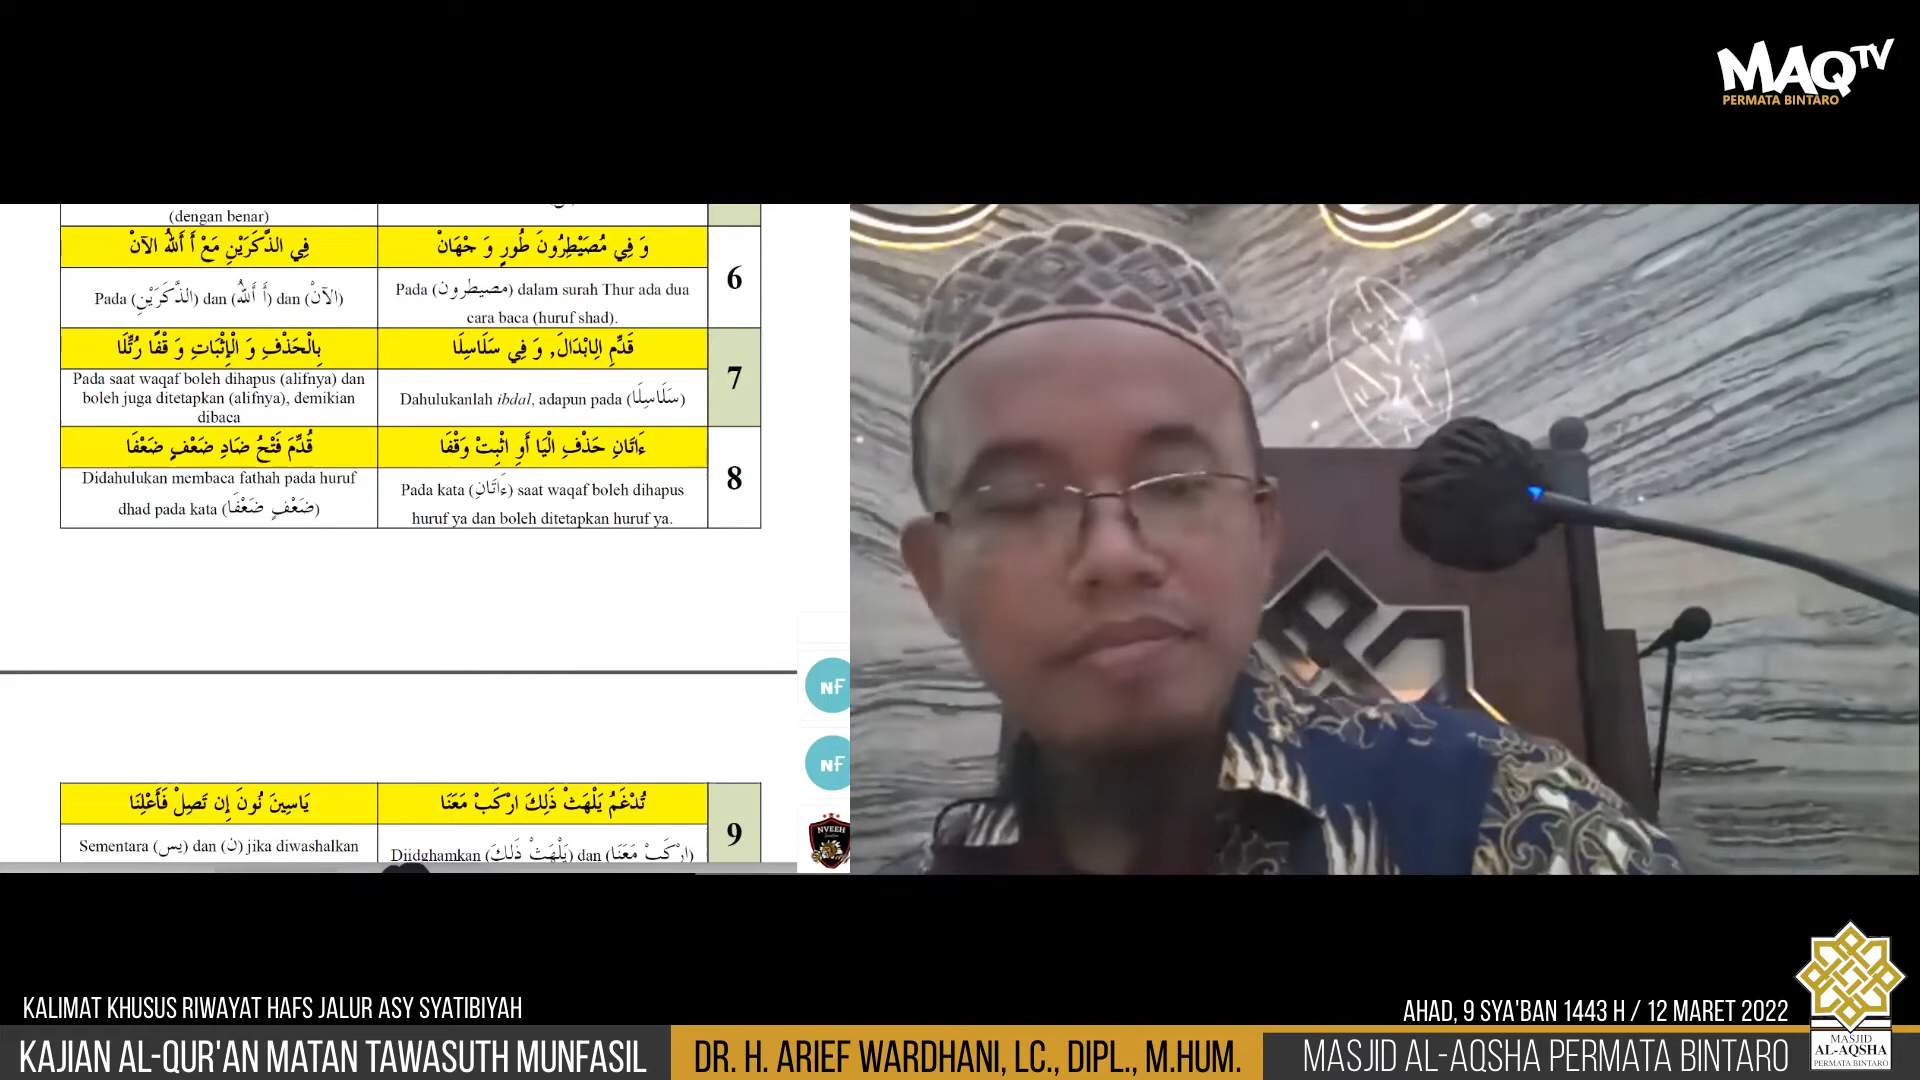 MAQTV
PERMATA BINTARO
(dengan benar)
وَ فِي مُصَيْطِرُونَ طُورٍ وَ جْهَانْ
فِي الذَّكَرَيْنِ مَعْ أَ أَللهُ الآنْ
6
Pada (مصيطرون) dalam surah Thur ada dua
cara baca (huruf shad).
Pada (الذَّكَرَيْنِ) dan (أَ أَللهُ) dan (الآنْ)
قَدِّمِ الِابْدَالَ, وَ فِي سَلَاسِلَا
بِالْحَذْفِ وَ الْإِثْبَاتِ وَ قْفًا رُتِّلَا
7
Dahulukanlah ibdal, adapun pada (سَلَاسِلَا)
Pada saat waqaf boleh dihapus (alifnya) dan
boleh juga ditetapkan (alifnya), demikian
dibaca
ءَاتَانِ حَذْفِ الْيَا أَوِ اثْبِتْ وَقْفَا
قُدِّمَ فَتْحُ ضَادِ ضَعْفٍ ضَعْفَا
8
Pada kata (ءَاتَانِ) saat waqaf boleh dihapus
huruf ya dan boleh ditetapkan huruf ya.
Didahulukan membaca fathah pada huruf
dhad pada kata (ضَعْفٍ ضَعْفَا)
NF
NF
NVEEH
تُدْغَمُ يَلْهَثْ ذَلِكَ ارْكَبْ مَعَنَا
يَاسِينَ نُونَ إِن تَصِلْ فَأَعْلِنَا
9
Diidghamkan (يَلْهَثْ ذَلِكَ) dan (ارْكَبْ مَعَنَا)
Sementara (يس) dan (ن) jika diwashalkan
KALIMAT KHUSUS RIWAYAT HAFS JALUR ASY SYATIBIYAH
AHAD, 9 SYA'BAN 1443 H / 12 MARET 2022
KAJIAN AL-QUR'AN MATAN TAWASUTH MUNFASIL
DR. H. ARIEF WARDHANI, LC., DIPL., M.HUM.
MASJID AL-AQSHA PERMATA BINTARO
MASJID
AL-AQSHA
PERMATA BINTARO